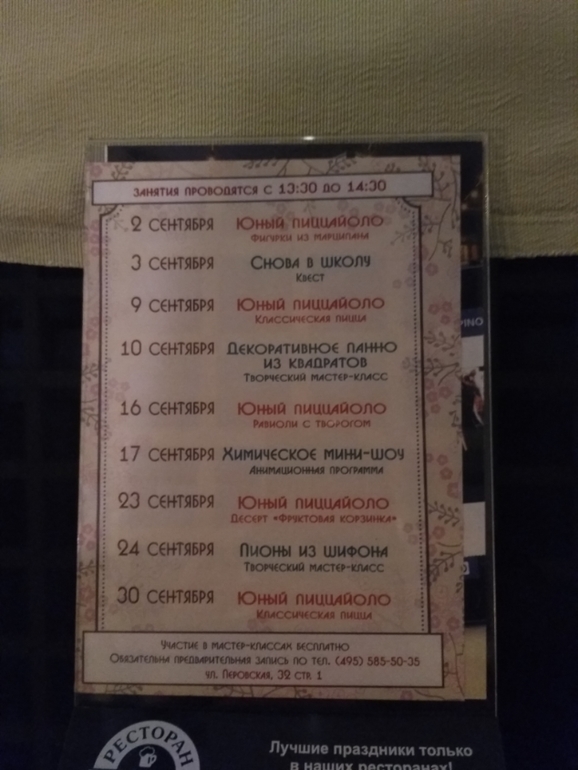 ЗАНЯТИЯ ПРОВОДЯТСЯ С 13:30 ДО 14:30
2 СЕНТЯБРЯ ЮНЫЙ ПИЦЦАЙОЛО
ФИГУРКИ ИЗ МАРЦИПАНА
3 СЕНТЯБРЯ СНОВА В ШКОЛУ
КВЕСТ
9 СЕНТЯБРЯ ЮНЫЙ ПИЦЦАЙОЛО
КЛАССИЧЕСКАЯ ПИЦЦА
10 СЕНТЯБРЯ ДЕКОРАТИВНОЕ ПАННО
ИЗ КВАДРАТОВ
ТВОРЧЕСКИЙ МАСТЕР-КЛАСС
16 СЕНТЯБРЯ ЮНЫЙ ПИЦЦАЙОЛО
РАВИОЛИ С ТВОРОГОМ
17 СЕНТЯБРЯ ХИМИЧЕСКОЕ МИНИ-ШОУ
АНИМАЦИОННАЯ ПРОГРАММА
23 СЕНТЯБРЯ ЮНЫЙ ПИЦЦАЙОЛО
ДЕСЕРТ «ФРУКТОВАЯ КОРЗИНКА»
24 СЕНТЯБРЯ ПИОНЫ ИЗ ШИФОНА
ТВОРЧЕСКИЙ МАСТЕР-КЛАСС
30 СЕНТЯБРЯ ЮНЫЙ ПИЦЦАЙОЛО
КЛАССИЧЕСКАЯ ПИЦЦА
УЧАСТИЕ В МАСТЕР-КЛАССАХ БЕСПЛАТНО
ОБЯЗАТЕЛЬНА ПРЕДВАРИТЕЛЬНАЯ ЗАПИСЬ ПО ТЕЛ. (495) 585-50-35
УЛ. ПЕРОВСКАЯ, 32 СТР. 1
РЕСТОРАН
Лучшие праздники только
в наших ресторанах!